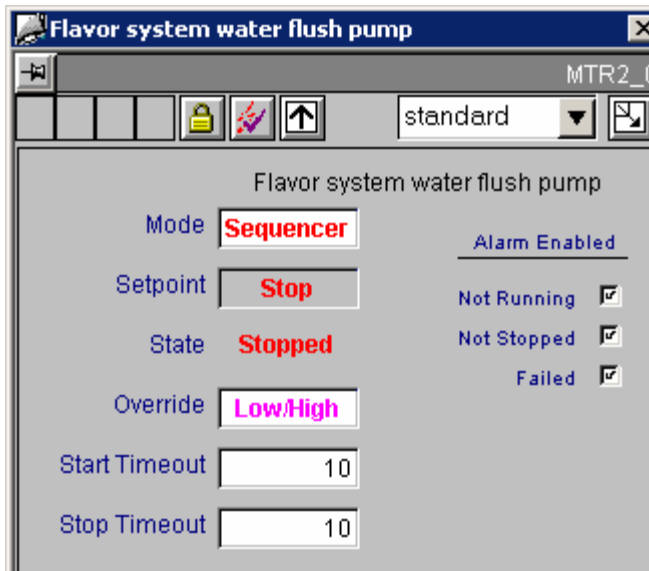 Flavor system water flush pump
MTR2_
standard
Flavor system water flush pump
Mode Sequencer
Alarm Enabled
Setpoint Stop
Not Running
State Stopped
Not Stopped
Failed
Override Low/High
Start Timeout 10
Stop Timeout 10